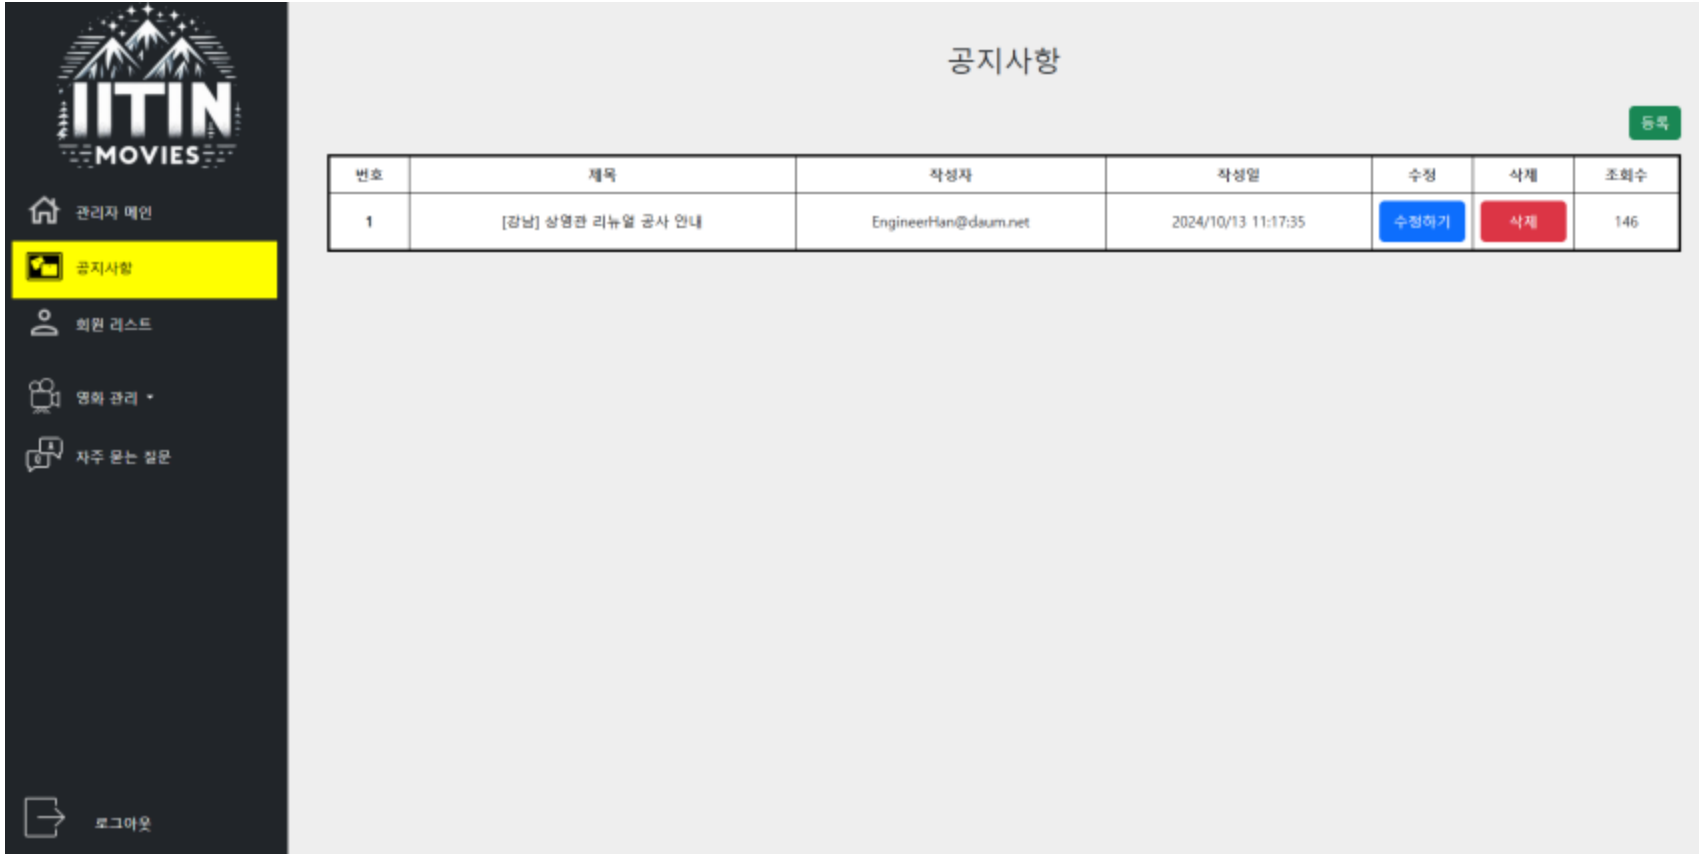 IITIN
MOVIES
관리자 메인
공지사항
회원 리스트
영화 관리
자주 묻는 질문
로그아웃
공지사항
등록
번호 제목 작성자 작성일 수정 삭제 조회수
1 [강남] 상영관 리뉴얼 공사 안내 EngineerHan@daum.net 2024/10/13 11:17:35 수정하기 삭제 146